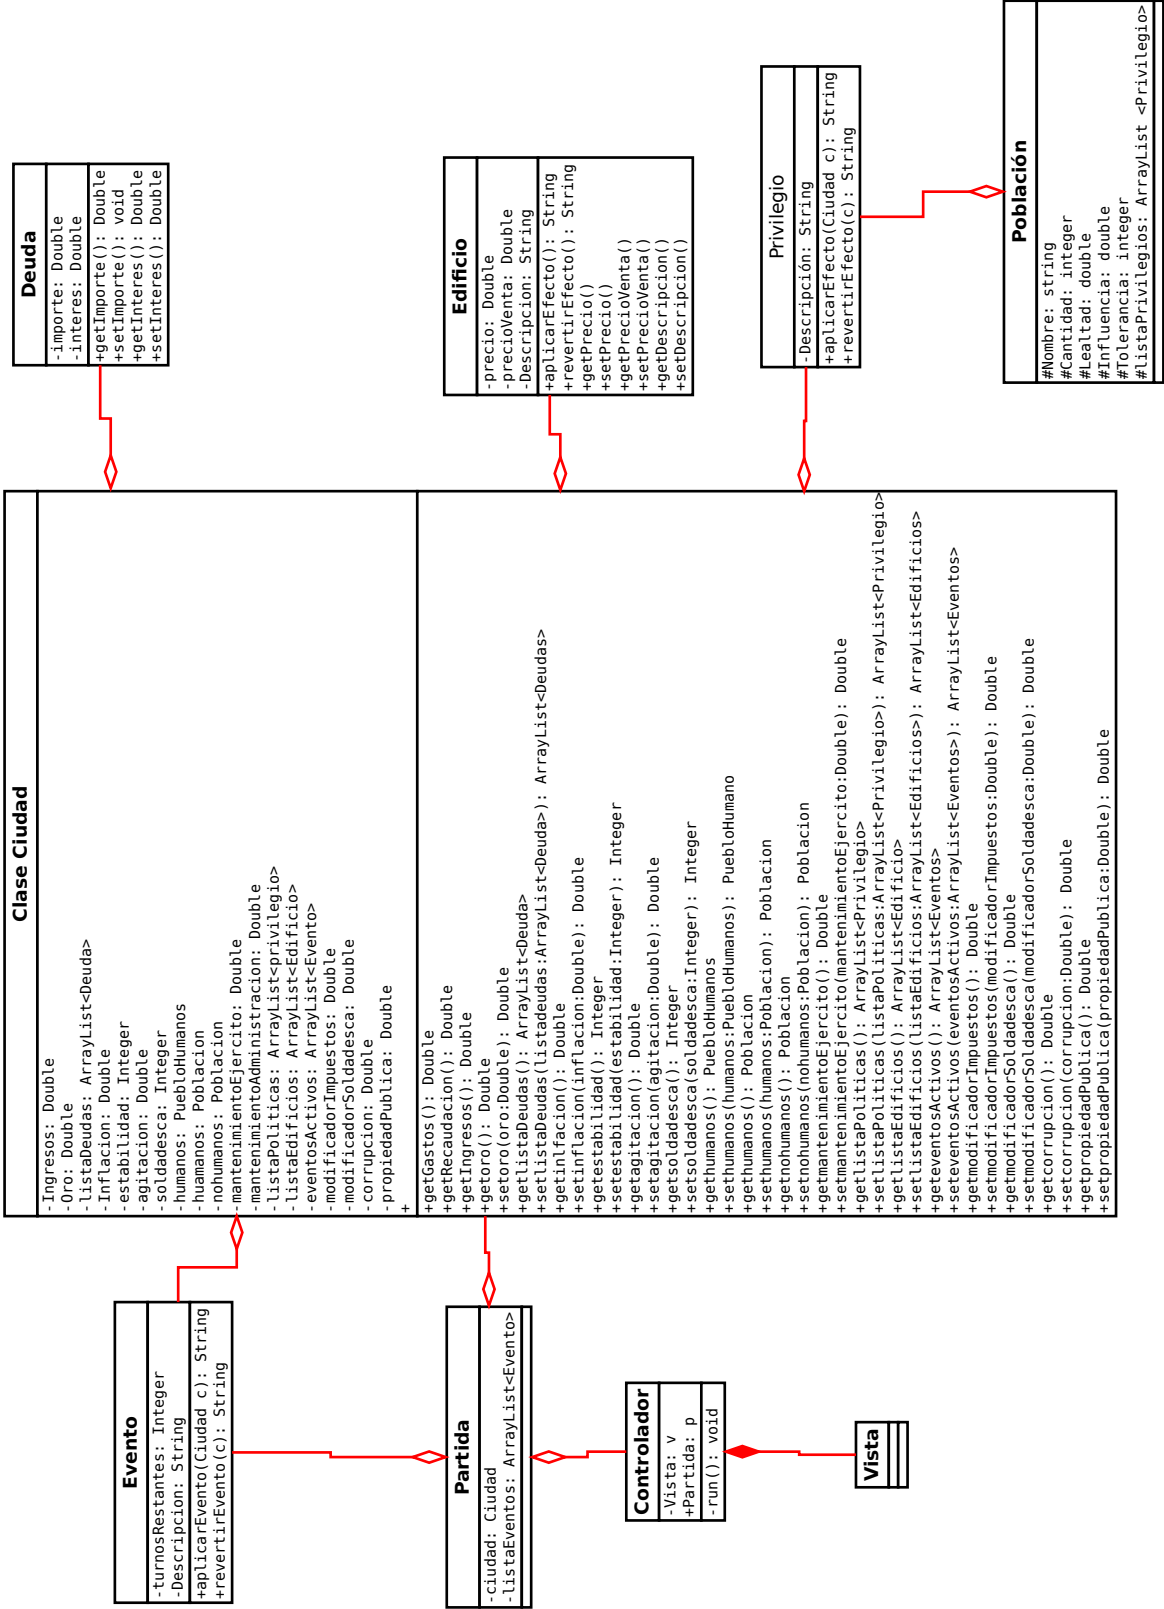 Evento
-turnosRestantes: Integer
-Descripcion: String
+aplicarEvento(Ciudad c): String
+revertirEvento(c): String
Partida
-ciudad: Ciudad
-listaEventos: ArrayList<Evento>
Controlador
-Vista: v
+Partida: p
-run(): void
Vista
Clase Ciudad
-Ingresos: Double
-Oro: Double
-listaDeudas: ArrayList<Deuda>
-Inflacion: Double
-estabilidad: Integer
-agitacion: Double
-soldadesca: Integer
-humanos: PuebloHumanos
-huamanos: Poblacion
-nohumanos: Poblacion
-mantenimientoEjercito: Double
-mantenimientoAdministracion: Double
-listaPoliticas: ArrayList<privilegio>
-listaEdificios: ArrayList<Edificio>
-eventosActivos: ArrayList<Evento>
-modificadorImpuestos: Double
-modificadorSoldadesca: Double
-corrupcion: Double
-propiedadPublica: Double
+
+getGastos(): Double
+getRecaudacion(): Double
+getIngresos(): Double
+getoro(): Double
+setoro(oro:Double): Double
+getlistaDeudas(): ArrayList<Deuda>
+setlistaDeudas(listadeudas:ArrayList<Deuda>): ArrayList<Deudas>
+getinlfacion(): Double
+setinflacion(inflacion:Double): Double
+getestabilidad(): Integer
+setestabilidad(estabilidad:Integer): Integer
+getagitacion(): Double
+setagitacion(agitacion:Double): Double
+getsoldadesca(): Integer
+setsoldadesca(soldadesca:Integer): Integer
+gethumanos(): PuebloHumanos
+sethumanos(humanos:PuebloHumanos): PuebloHumano
+gethumanos(): Poblacion
+sethumanos(humanos:Poblacion): Poblacion
+getnohumanos(): Poblacion
+setnohumanos(nohumanos:Poblacion): Poblacion
+getmantenimientoEjercito(): Double
+setmantenimientoEjercito(mantenimientoEjercito:Double): Double
+getlistaPoliticas(): ArrayList<Privilegio>
+setlistaPoliticas(listaPoliticas:ArrayList<Privilegio>): ArrayList<Privilegio>
+getlistaEdificios(): ArrayList<Edificio>
+setlistaEdificios(listaEdificios:ArrayList<Edificios>): ArrayList<Edificios>
+geteventosActivos(): ArrayList<Eventos>
+seteventosActivos(eventosActivos:ArrayList<Eventos>): ArrayList<Eventos>
+getmodificadorImpuestos(): Double
+setmodificadorImpuestos(modificadorImpuestos:Double): Double
+getmodificadorSoldadesca(): Double
+setmodificadorSoldadesca(modificadorSoldadesca:Double): Double
+getcorrupcion(): Double
+setcorrupcion(corrupcion:Double): Double
+getpropiedadPublica(): Double
+setpropiedadPublica(propiedadPublica:Double): Double
Deuda
-importe: Double
-interes: Double
+getImporte(): Double
+setImporte(): void
+getInteres(): Double
+setInteres(): Double
Edificio
-precio: Double
-precioVenta: Double
-Descripcion: String
+aplicarEfecto(): String
+revertirEfecto(): String
+getPrecio()
+setPrecio()
+getPrecioVenta()
+setPrecioVenta()
+getDescripcion()
+setDescripcion()
Privilegio
-Descripción: String
+aplicarEfecto(Ciudad c): String
+revertirEfecto(c): String
Población
#Nombre: string
#Cantidad: integer
#Lealtad: double
#Influencia: double
#Tolerancia: integer
#listaPrivilegios: ArrayList <Privilegio>